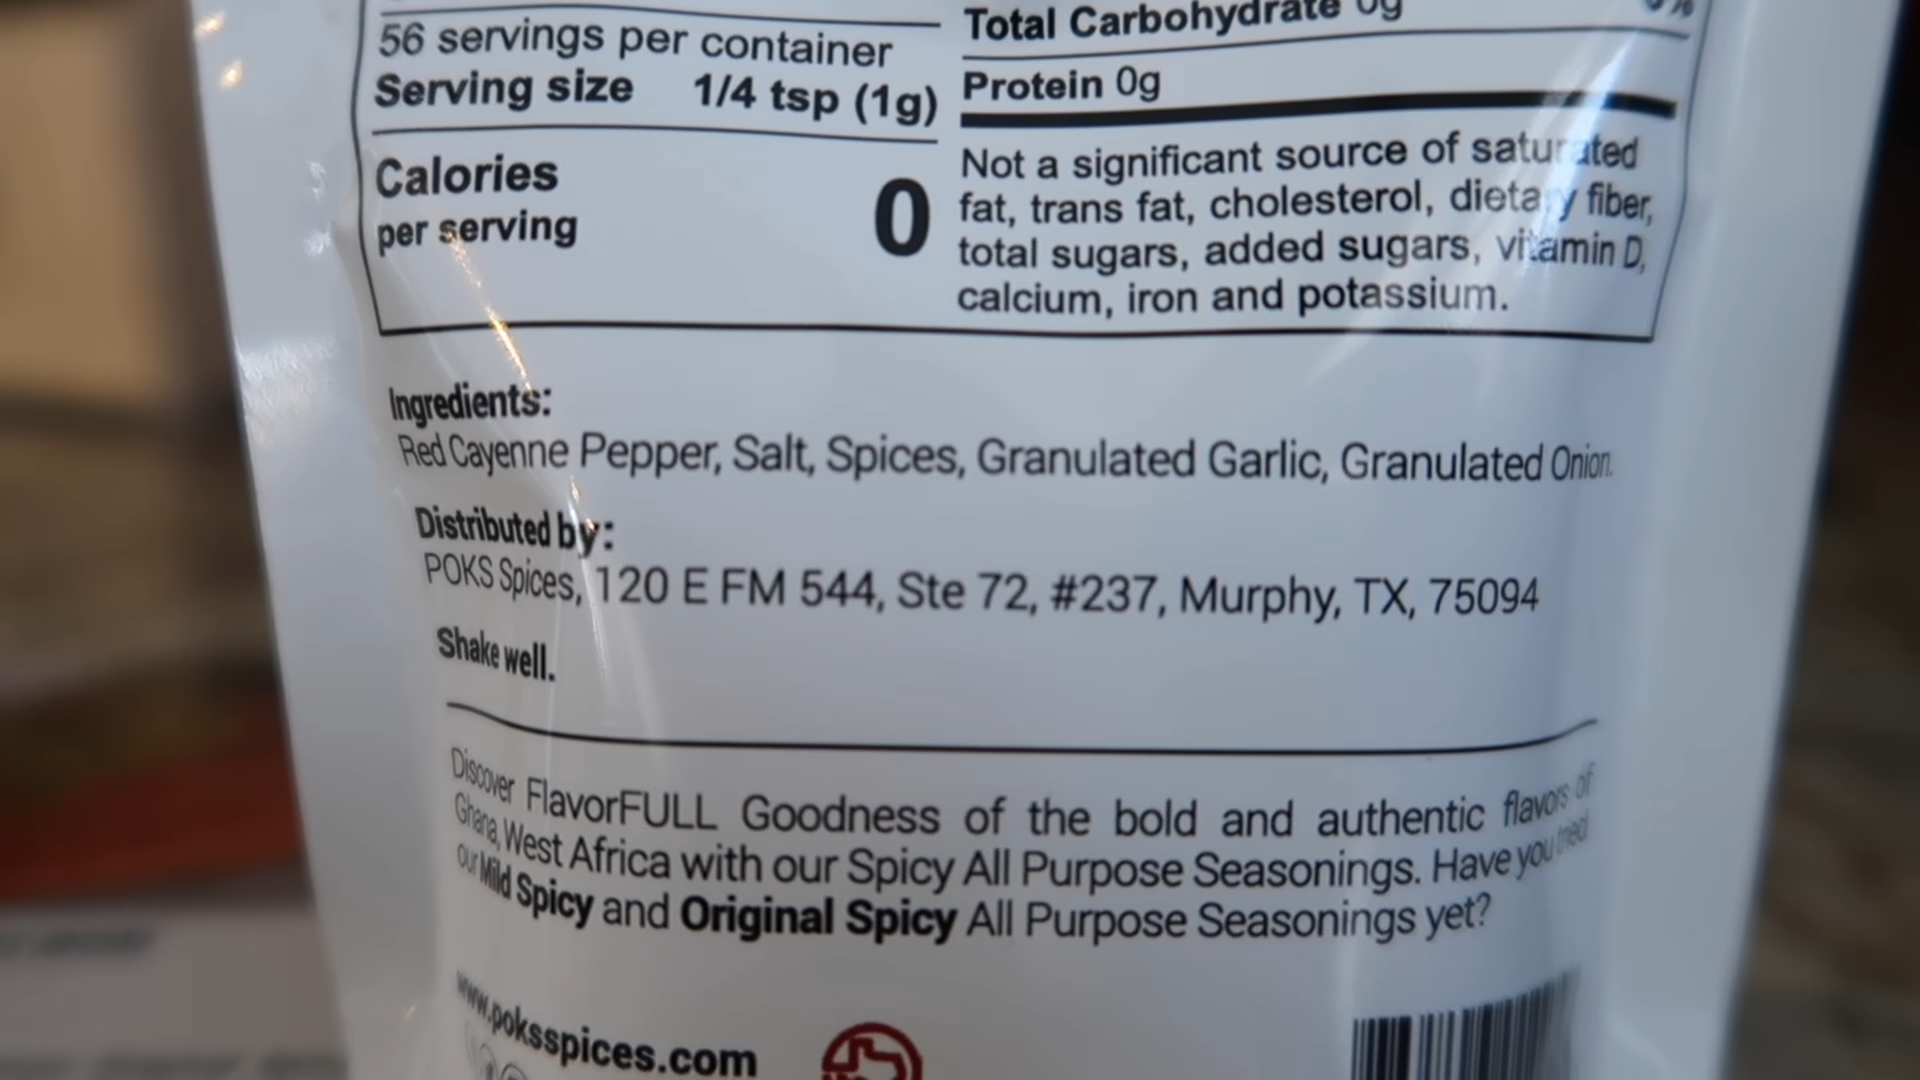 56 servings per container
Serving size 1/4 tsp (1g)
Calories
per serving 0
Total Carbohydrate 0g
Protein 0g
Not a significant source of saturated
fat, trans fat, cholesterol, dietary fiber,
total sugars, added sugars, vitamin D,
calcium, iron and potassium.
Ingredients:
Red Cayenne Pepper, Salt, Spices, Granulated Garlic, Granulated Onion.
Distributed by:
POKS Spices, 120 E FM 544, Ste 72, #237, Murphy, TX, 75094
Shake well.
Discover FlavorFULL Goodness of the bold and authentic flavors of
Ghana, West Africa with our Spicy All Purpose Seasonings. Have you tried
our Mild Spicy and Original Spicy All Purpose Seasonings yet?
www.poksspices.com